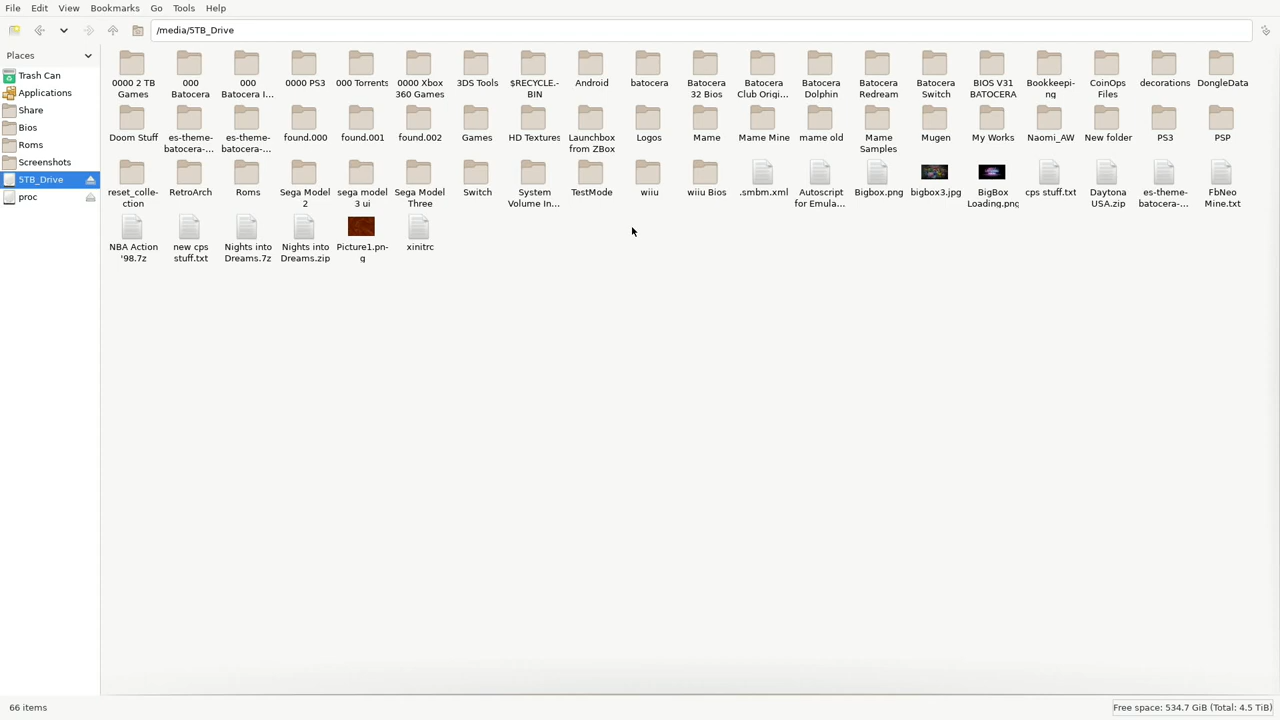 File Edit View Bookmarks Go Tools Help
/media/5TB_Drive
Places
Trash Can
Applications
Share
Bios
Roms
Screenshots
5TB_Drive
proc
0000 2 TB Games
000 Batocera
000 Batocera I...
0000 PS3
000 Torrents
0000 Xbox 360 Games
3DS Tools
$RECYCLE.-BIN
Android
batocera
Batocera 32 Bios
Batocera Club Origi...
Batocera Dolphin
Batocera Redream
Batocera Switch
BIOS V31 BATOCERA
Bookkeepi-ng
CoinOps Files
decorations
DongleData
Doom Stuff
es-theme-batocera-...
es-theme-batocera-...
found.000
found.001
found.002
Games
HD Textures
Launchbox from ZBox
Logos
Mame
Mame Mine
mame old
Mame Samples
Mugen
My Works
Naomi_AW
New folder
PS3
PSP
reset_colle-ction
RetroArch
Roms
Sega Model 2
sega model 3 ui
Sega Model Three
Switch
System Volume In...
TestMode
wiiu
wiiu Bios
.smbm.xml
Autoscript for Emula...
Bigbox.png
bigbox3.jpg
BigBox Loading.png
cps stuff.txt
Daytona USA.zip
es-theme-batocera-...
FbNeo Mine.txt
NBA Action '98.7z
new cps stuff.txt
Nights into Dreams.7z
Nights into Dreams.zip
Picture1.pn-g
xinitrc
66 items
Free space: 534.7 GiB (Total: 4.5 TiB)